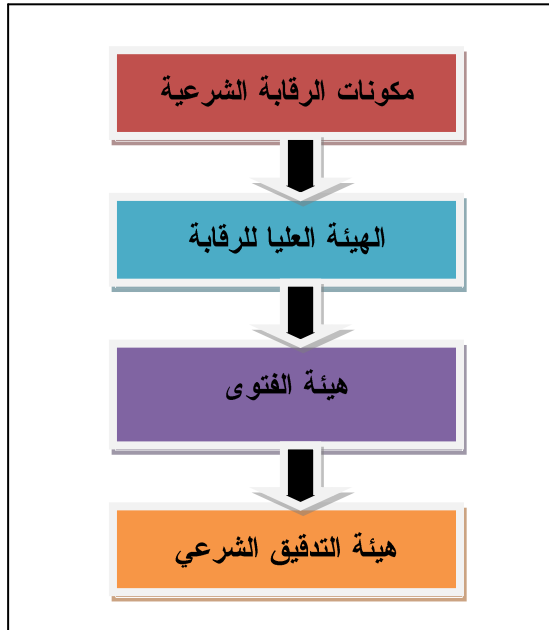 مكونات الرقابة الشرعية
الهيئة العليا للرقابة
هيئة الفتوى
هيئة التدقيق الشرعي